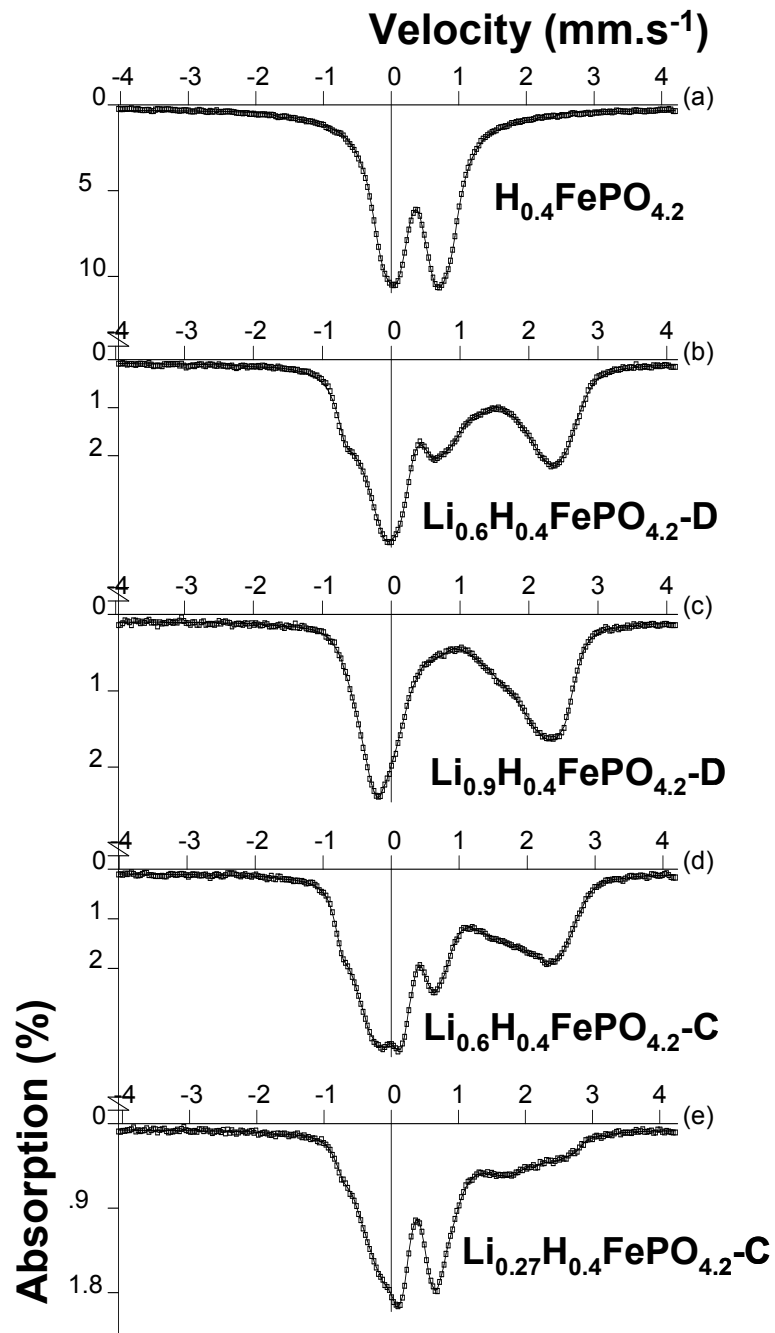 Velocity (mm.s-1)
-4 -3 -2 -1 0 1 2 3 4
0 (a)
5
H0.4FePO4.2
10
-4 -3 -2 -1 0 1 2 3 4
0 (b)
1
2
Li0.6H0.4FePO4.2-D
-4 -3 -2 -1 0 1 2 3 4
0 (c)
1
2
Li0.9H0.4FePO4.2-D
-4 -3 -2 -1 0 1 2 3 4
0 (d)
1
2
Li0.6H0.4FePO4.2-C
-4 -3 -2 -1 0 1 2 3 4
0 (e)
.9
Li0.27H0.4FePO4.2-C
1.8
Absorption (%)